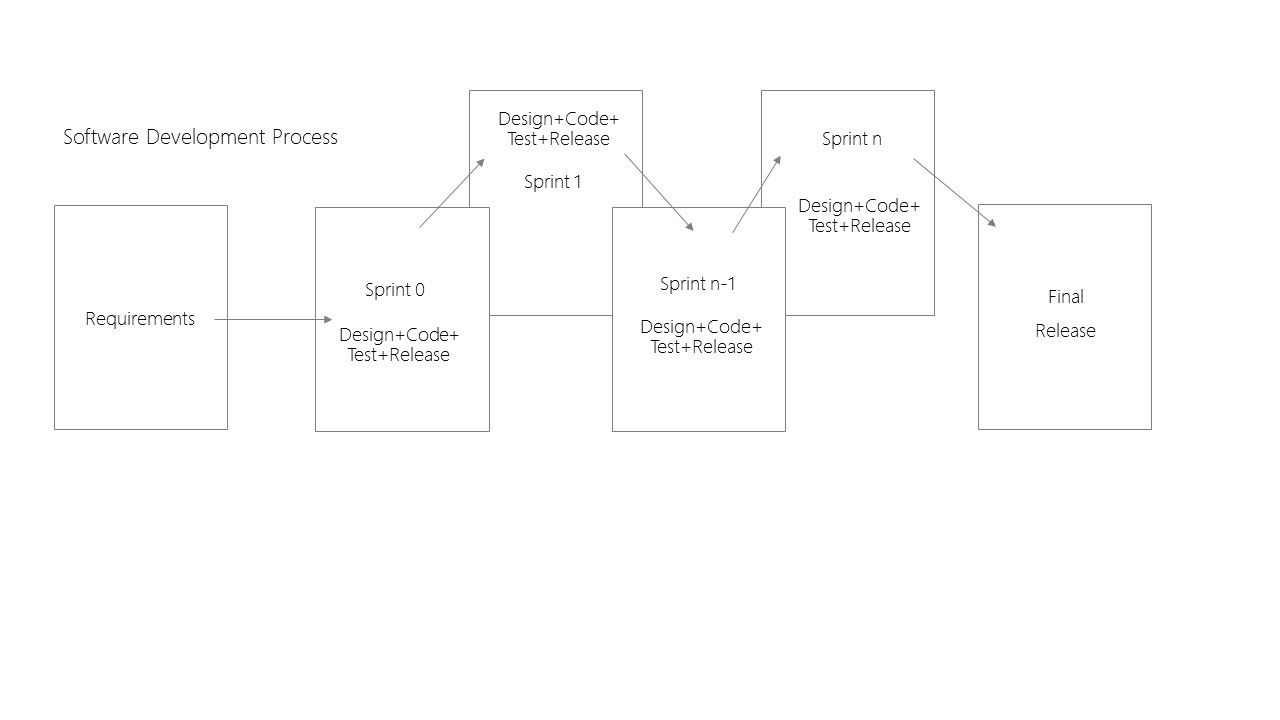 Software Development Process
Requirements
Sprint 0
Design+Code+
Test+Release
Design+Code+
Test+Release
Sprint 1
Sprint n-1
Design+Code+
Test+Release
Sprint n
Design+Code+
Test+Release
Final
Release